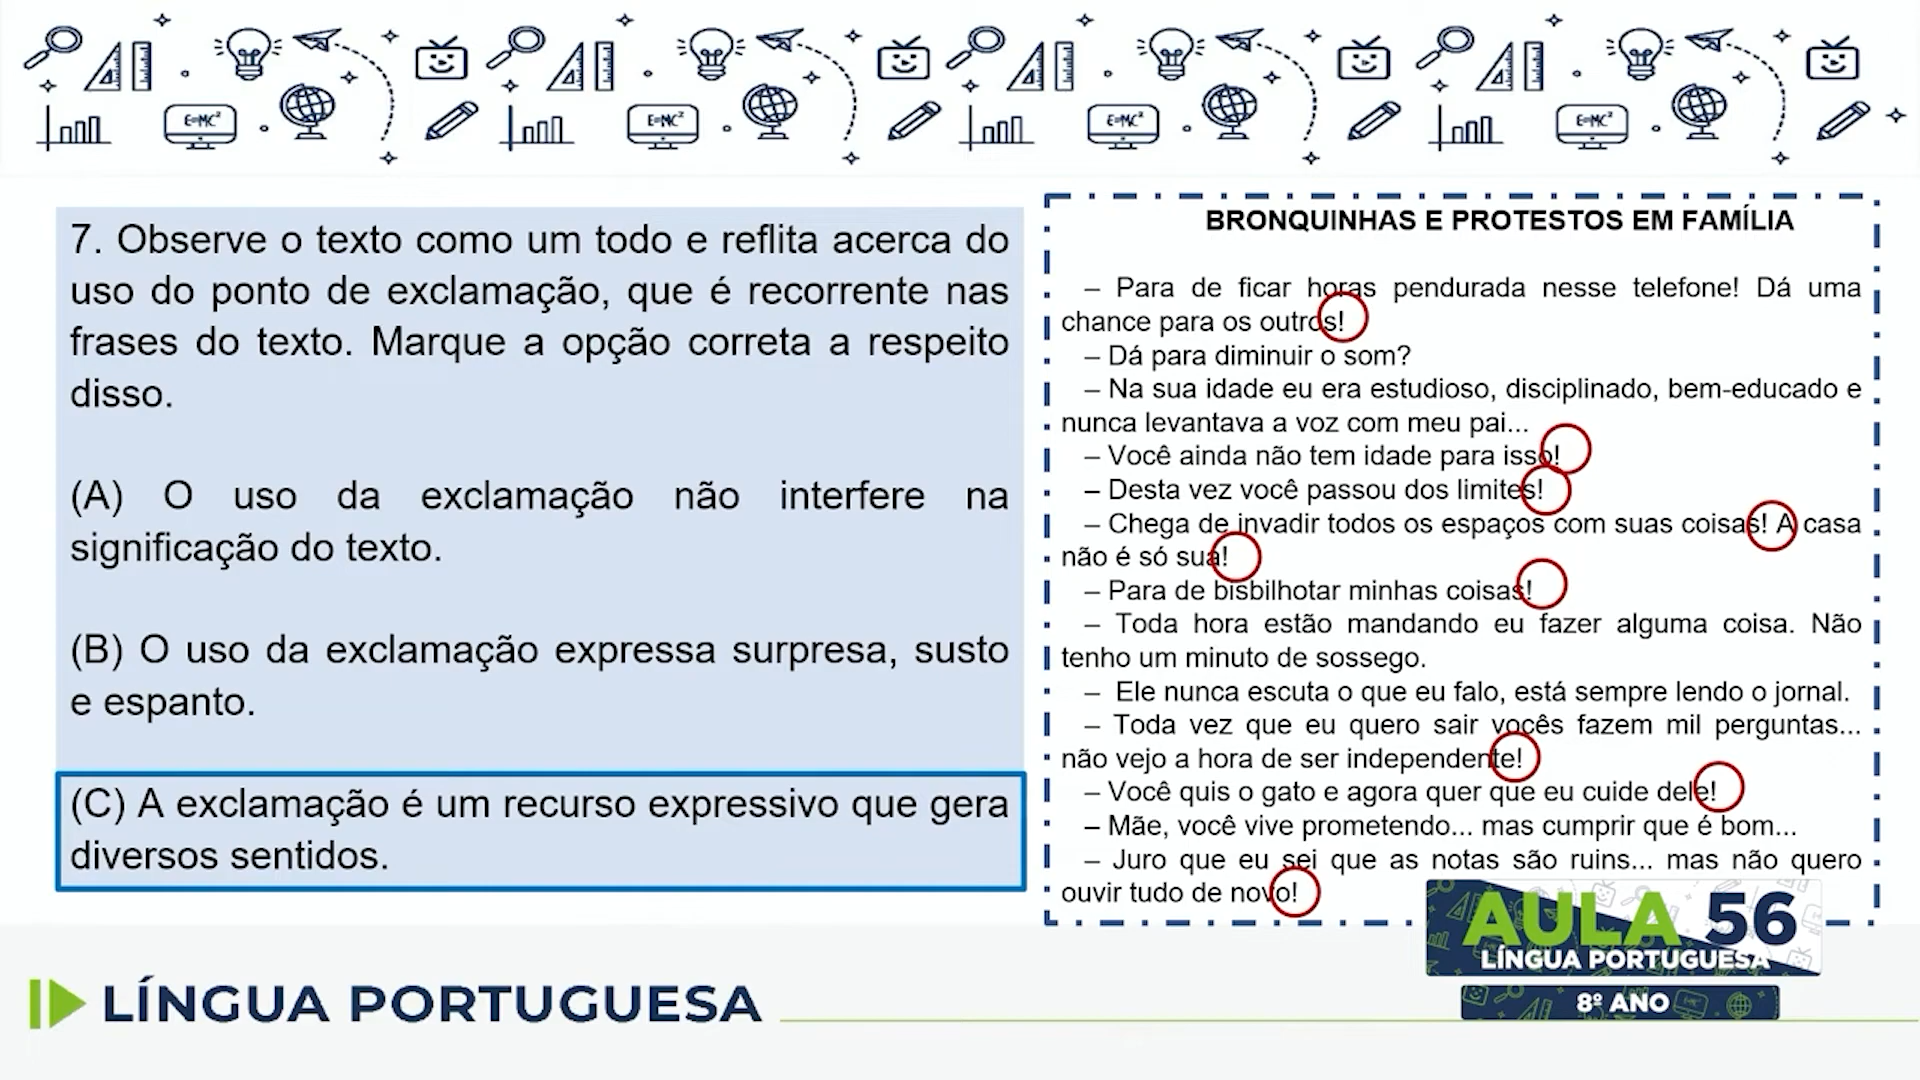 E=MC²
E=MC²
E=MC²
E=MC²
7. Observe o texto como um todo e reflita acerca do
uso do ponto de exclamação, que é recorrente nas
frases do texto. Marque a opção correta a respeito
disso.
(A) O uso da exclamação não interfere na
significação do texto.
(B) O uso da exclamação expressa surpresa, susto
e espanto.
(C) A exclamação é um recurso expressivo que gera
diversos sentidos.
BRONQUINHAS E PROTESTOS EM FAMÍLIA
– Para de ficar horas pendurada nesse telefone! Dá uma
chance para os outros!
– Dá para diminuir o som?
– Na sua idade eu era estudioso, disciplinado, bem-educado e
nunca levantava a voz com meu pai...
– Você ainda não tem idade para isso!
– Desta vez você passou dos limites!
– Chega de invadir todos os espaços com suas coisas! A casa
não é só sua!
– Para de bisbilhotar minhas coisas!
– Toda hora estão mandando eu fazer alguma coisa. Não
tenho um minuto de sossego.
– Ele nunca escuta o que eu falo, está sempre lendo o jornal.
– Toda vez que eu quero sair vocês fazem mil perguntas...
não vejo a hora de ser independente!
– Você quis o gato e agora quer que eu cuide dele!
– Mãe, você vive prometendo... mas cumprir que é bom...
– Juro que eu sei que as notas são ruins... mas não quero
ouvir tudo de novo!
AULA 56
LÍNGUA PORTUGUESA
8º ANO
LÍNGUA PORTUGUESA